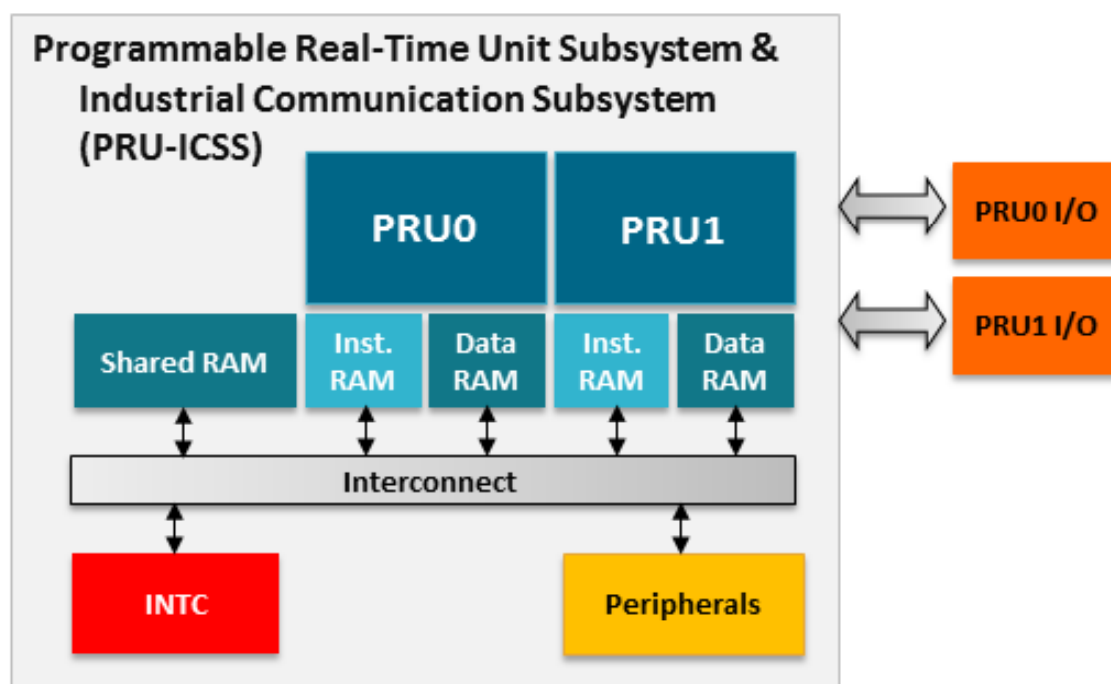 Programmable Real-Time Unit Subsystem &
Industrial Communication Subsystem
(PRU-ICSS)
PRU0
PRU1
PRU0 I/O
PRU1 I/O
Shared RAM
Inst.
RAM
Data
RAM
Inst.
RAM
Data
RAM
Interconnect
INTC
Peripherals